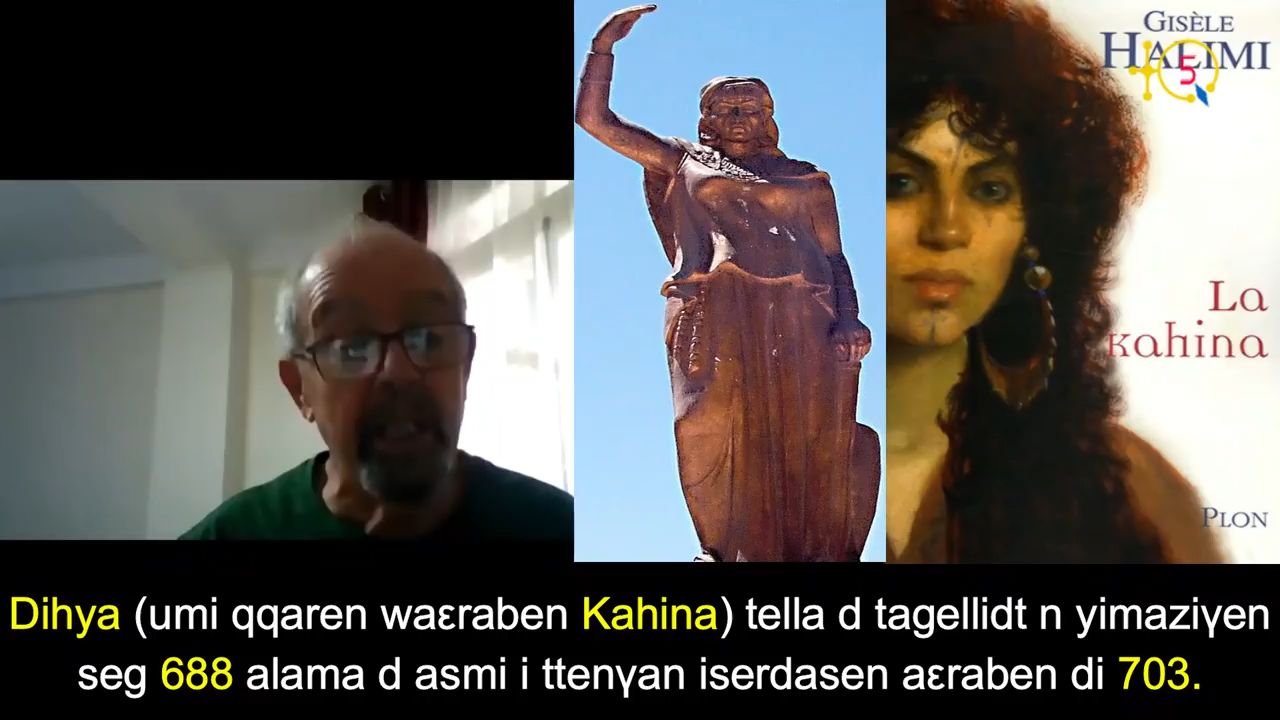 GISÈLE
HALIMI
5
La
kahina
PLON
Dihya (umi qqaren waɛraben Kahina) tella d tagellidt n yimaziɣen
seg 688 alama d asmi i ttenɣan iserdasen aɛraben di 703.